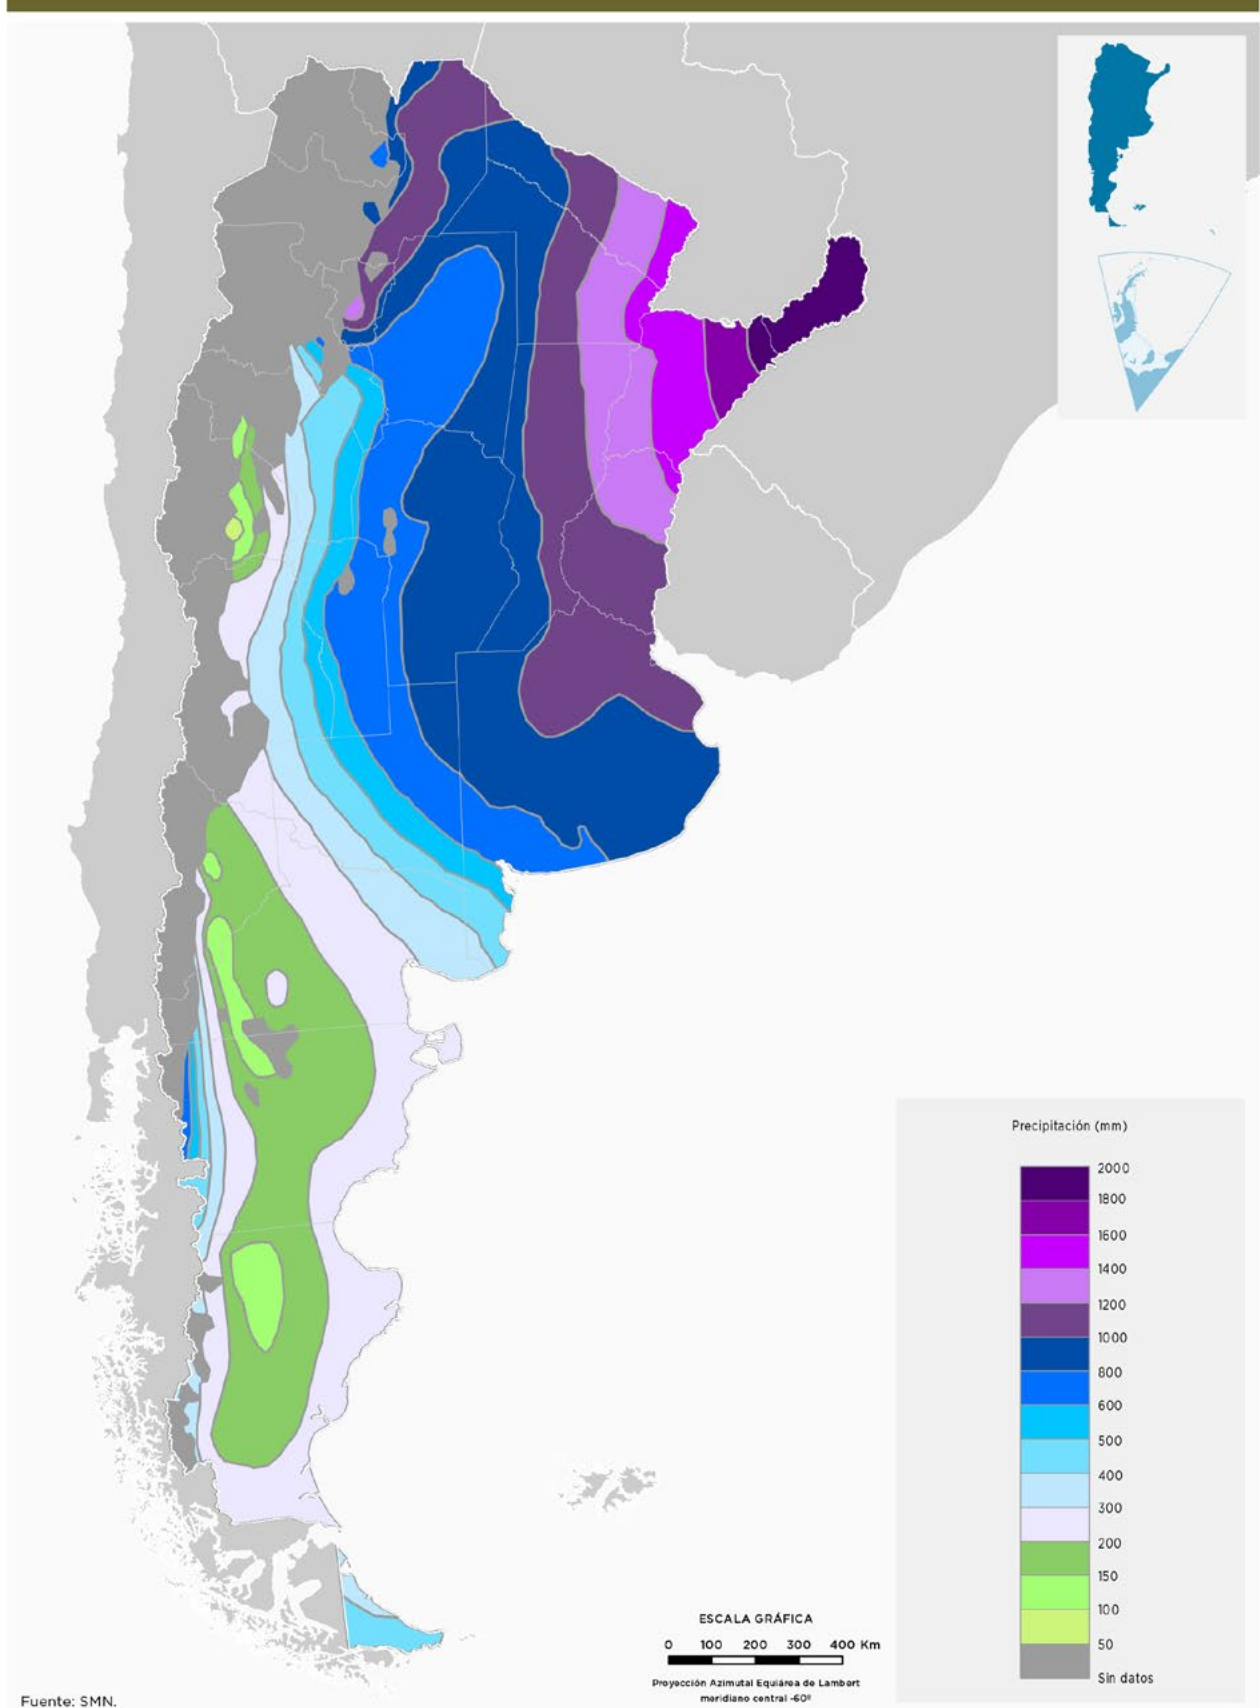 Precipitación (mm)
2000
1800
1600
1400
1200
1000
800
600
500
400
300
200
150
100
50
Sin datos
ESCALA GRÁFICA
0 100 200 300 400 Km
Proyección Azimutal Equiárea de Lambert
meridiano central -60º
Fuente: SMN.